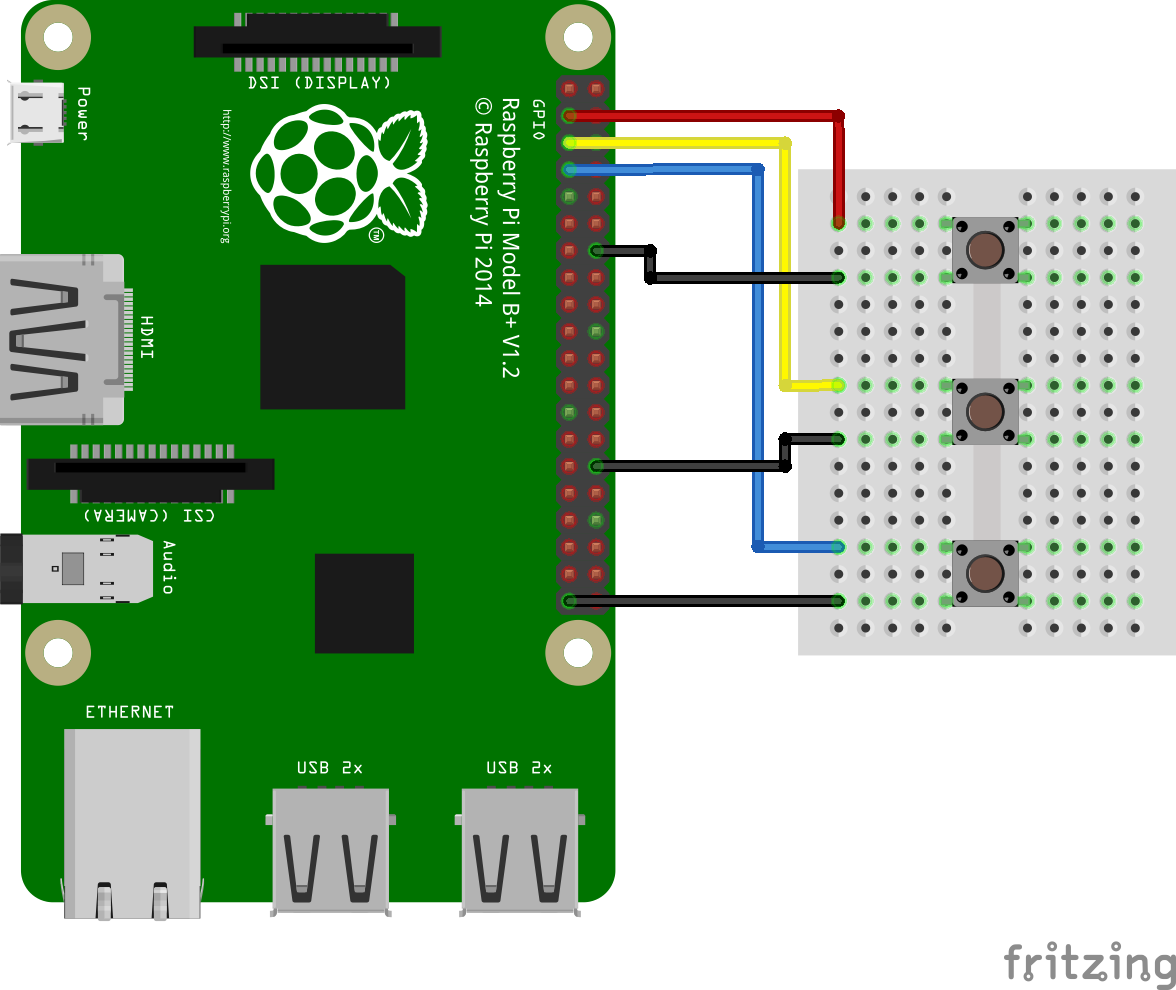 DSI (DISPLAY)
Power
http://www.raspberrypi.org
TM
GPIO
Raspberry Pi Model B+ V1.2
© Raspberry Pi 2014
HDMI
CSI (CAMERA)
Audio
ETHERNET
USB 2x
USB 2x
fritzing